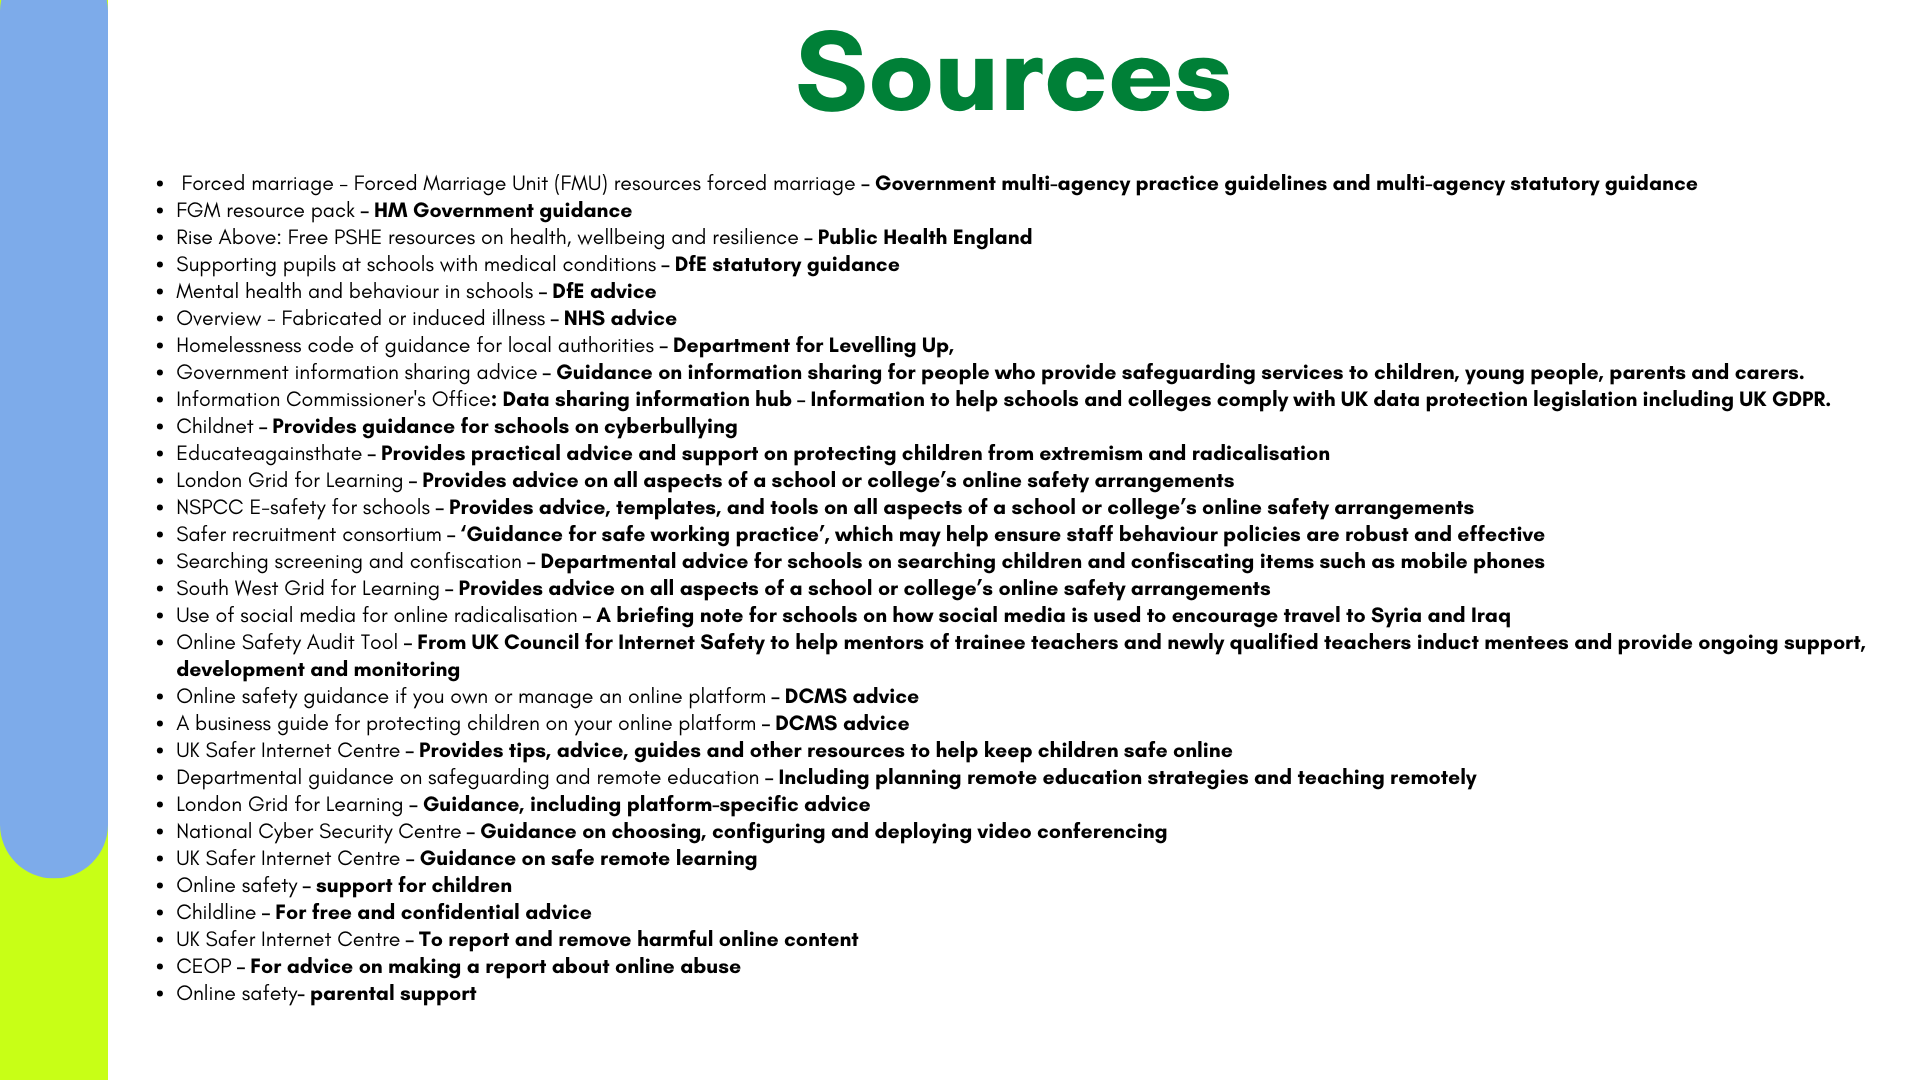 Sources
• Forced marriage – Forced Marriage Unit (FMU) resources forced marriage – Government multi-agency practice guidelines and multi-agency statutory guidance
• FGM resource pack – HM Government guidance
• Rise Above: Free PSHE resources on health, wellbeing and resilience – Public Health England
• Supporting pupils at schools with medical conditions – DfE statutory guidance
• Mental health and behaviour in schools – DfE advice
• Overview - Fabricated or induced illness – NHS advice
• Homelessness code of guidance for local authorities – Department for Levelling Up,
• Government information sharing advice – Guidance on information sharing for people who provide safeguarding services to children, young people, parents and carers.
• Information Commissioner's Office: Data sharing information hub – Information to help schools and colleges comply with UK data protection legislation including UK GDPR.
• Childnet – Provides guidance for schools on cyberbullying
• Educateagainsthate – Provides practical advice and support on protecting children from extremism and radicalisation
• London Grid for Learning – Provides advice on all aspects of a school or college’s online safety arrangements
• NSPCC E-safety for schools – Provides advice, templates, and tools on all aspects of a school or college’s online safety arrangements
• Safer recruitment consortium – ‘Guidance for safe working practice’, which may help ensure staff behaviour policies are robust and effective
• Searching screening and confiscation – Departmental advice for schools on searching children and confiscating items such as mobile phones
• South West Grid for Learning – Provides advice on all aspects of a school or college’s online safety arrangements
• Use of social media for online radicalisation – A briefing note for schools on how social media is used to encourage travel to Syria and Iraq
• Online Safety Audit Tool – From UK Council for Internet Safety to help mentors of trainee teachers and newly qualified teachers induct mentees and provide ongoing support,
development and monitoring
• Online safety guidance if you own or manage an online platform – DCMS advice
• A business guide for protecting children on your online platform – DCMS advice
• UK Safer Internet Centre – Provides tips, advice, guides and other resources to help keep children safe online
• Departmental guidance on safeguarding and remote education – Including planning remote education strategies and teaching remotely
• London Grid for Learning – Guidance, including platform-specific advice
• National Cyber Security Centre – Guidance on choosing, configuring and deploying video conferencing
• UK Safer Internet Centre – Guidance on safe remote learning
• Online safety – support for children
• Childline – For free and confidential advice
• UK Safer Internet Centre – To report and remove harmful online content
• CEOP – For advice on making a report about online abuse
• Online safety- parental support